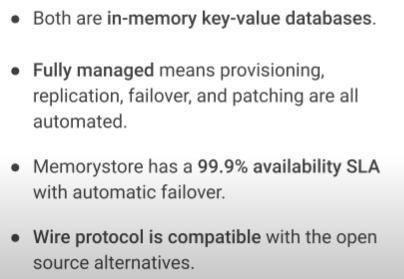 ● Both are in-memory key-value databases.
● Fully managed means provisioning,
replication, failover, and patching are all
automated.
● Memorystore has a 99.9% availability SLA
with automatic failover.
● Wire protocol is compatible with the open
source alternatives.